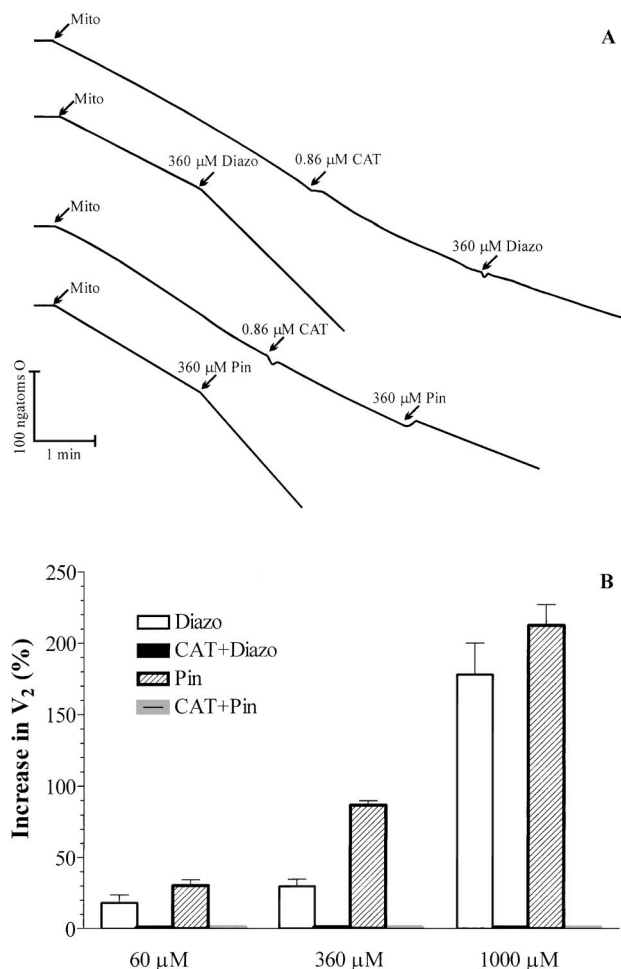 A
Mito
Mito
360 μM Diazo
0.86 μM CAT
Mito
360 μM Diazo
Mito
0.86 μM CAT
360 μM Pin
360 μM Pin
100 ngatoms O
1 min
B
Increase in V2 (%)
250
200
150
100
50
0
Diazo
CAT+Diazo
Pin
CAT+Pin
60 μM
360 μM
1000 μM